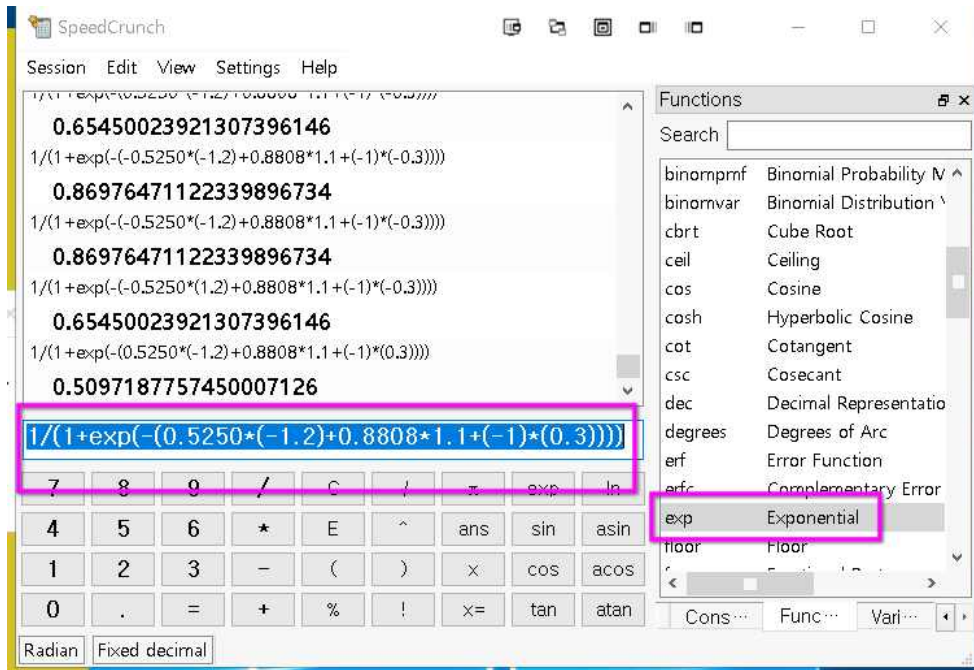 SpeedCrunch
Session Edit View Settings Help
0.65450023921307396146
1/(1+exp(-(-0.5250*(-1.2)+0.8808*1.1+(-1)*(-0.3))))
0.86976471122339896734
1/(1+exp(-(-0.5250*(-1.2)+0.8808*1.1+(-1)*(-0.3))))
0.86976471122339896734
1/(1+exp(-(-0.5250*(1.2)+0.8808*1.1+(-1)*(-0.3))))
0.65450023921307396146
1/(1+exp(-(0.5250*(-1.2)+0.8808*1.1+(-1)*(0.3))))
0.5097187757450007126
1/(1+exp(-(0.5250*(-1.2)+0.8808*1.1+(-1)*(0.3))))
7 8 9 / C π exp ln
4 5 6 * E ^ ans sin asin
1 2 3 − ( ) × cos acos
0 . = + % ! x= tan atan
Radian Fixed decimal
Functions
Search
binompmf Binomial Probability M
binomvar Binomial Distribution
cbrt Cube Root
ceil Ceiling
cos Cosine
cosh Hyperbolic Cosine
cot Cotangent
csc Cosecant
dec Decimal Representatio
degrees Degrees of Arc
erf Error Function
erfc Complementary Error
exp Exponential
floor Floor
Cons… Func… Vari…